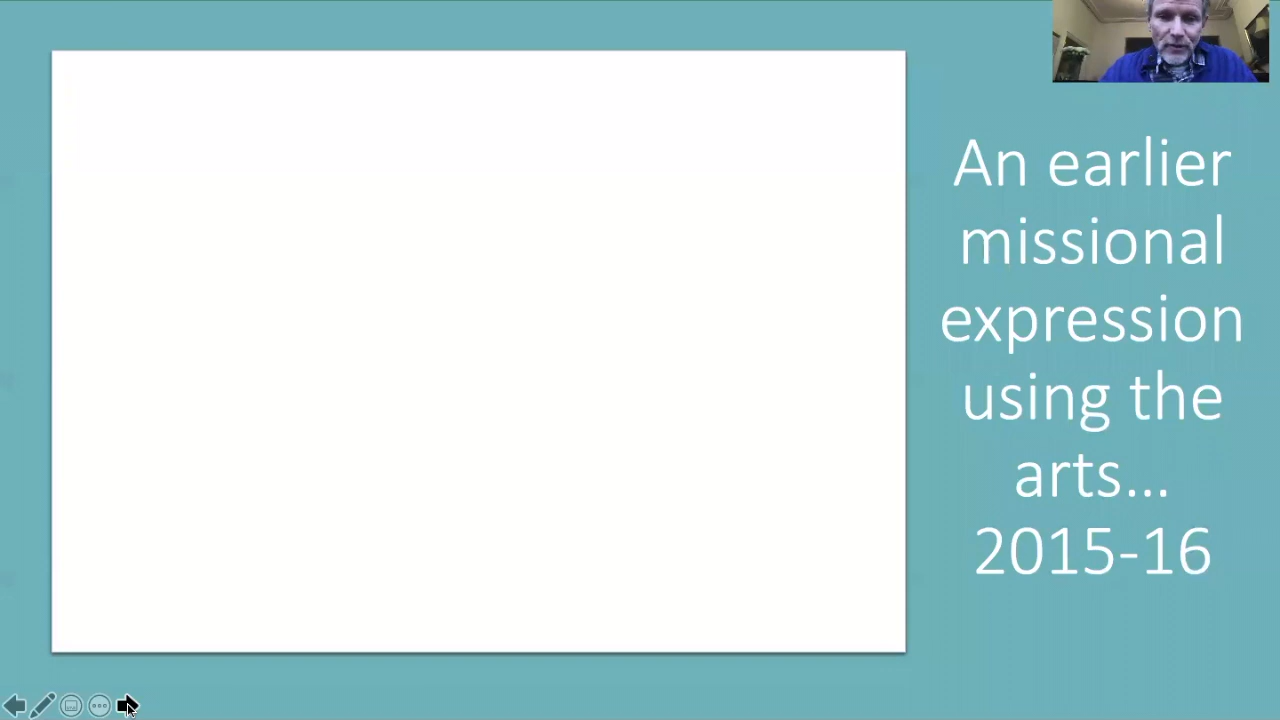 An earlier
missional
expression
using the
arts...
2015-16